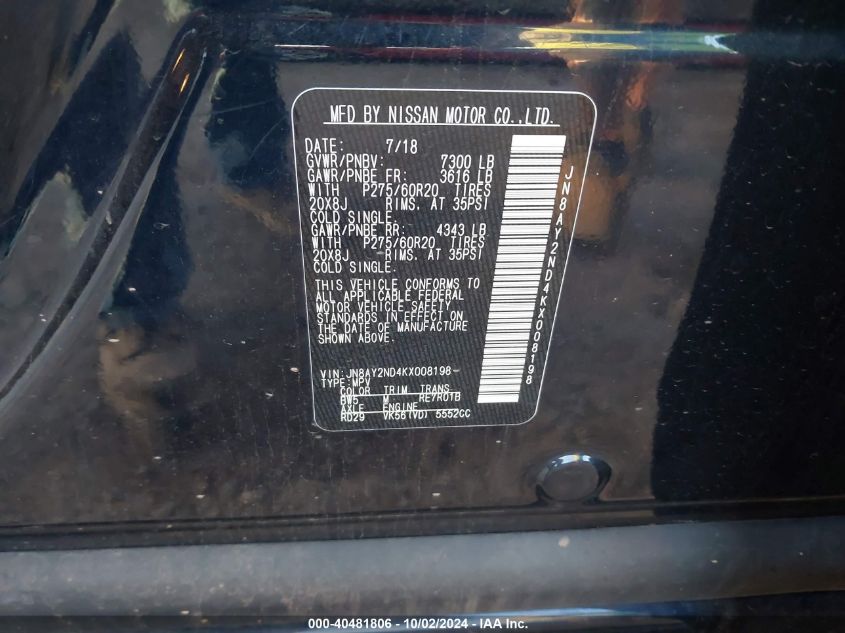 MFD BY NISSAN MOTOR CO.,LTD.
DATE: 7/18
GVWR/PNBV: 7300 LB
GAWR/PNBE FR: 3616 LB
WITH P275/60R20 TIRES
20X8J RIMS. AT 35PSI
COLD SINGLE.
GAWR/PNBE RR: 4343 LB
WITH P275/60R20 TIRES
20X8J -RIMS. AT 35PSI
COLD SINGLE.
THIS VEHICLE CONFORMS TO
ALL APPLICABLE FEDERAL
MOTOR VEHICLE SAFETY
STANDARDS IN EFFECT ON
THE DATE OF MANUFACTURE
SHOWN ABOVE.
VIN:JN8AY2ND4KX008198-
TYPE:MPV
COLOR TRIM TRANS
BW5 M RE7R01B
AXLE ENGINE
RD29 VK56(VD) 5552CC
JN8AY2ND4KX008198
000-40481806 - 10/02/2024 - IAA Inc.